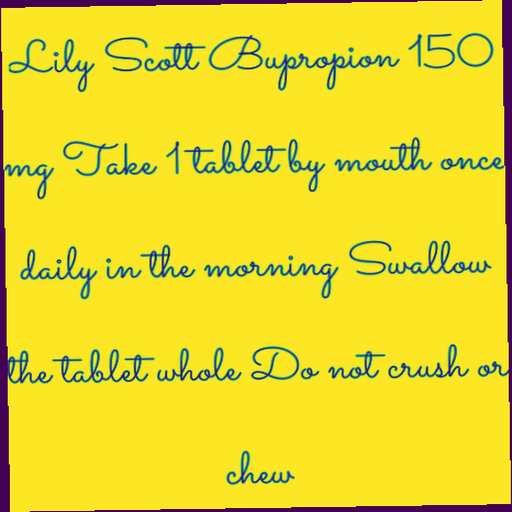 Lily Scott Bupropion 150
mg Take 1 tablet by mouth once
daily in the morning Swallow
the tablet whole Do not crush or
chew